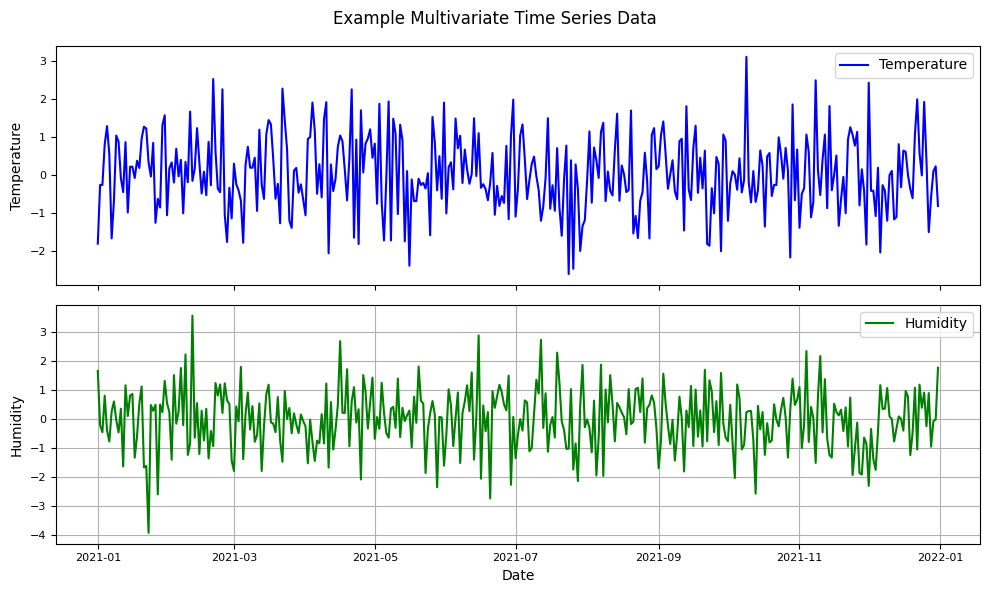 Example Multivariate Time Series Data
Temperature
3
2
1
0
−1
−2
Temperature
Humidity
3
2
1
0
−1
−2
−3
−4
Humidity
2021-01 2021-03 2021-05 2021-07 2021-09 2021-11 2022-01
Date